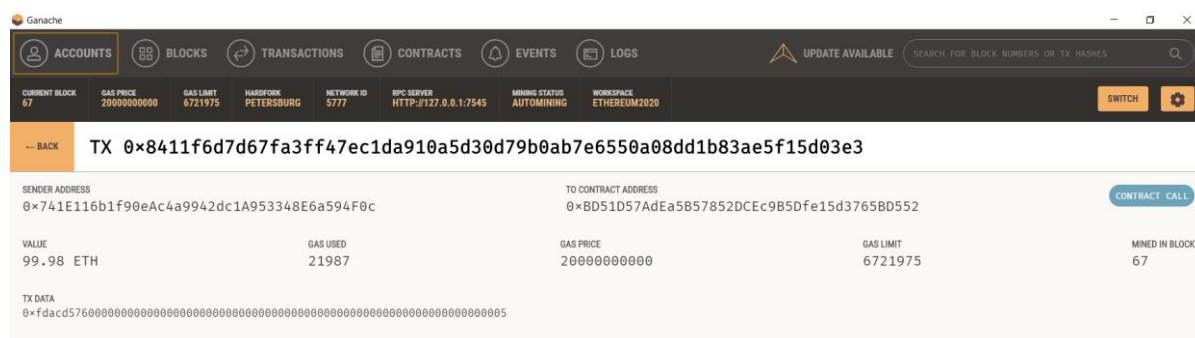 Ganache
ACCOUNTS BLOCKS TRANSACTIONS CONTRACTS EVENTS LOGS UPDATE AVAILABLE SEARCH FOR BLOCK NUMBERS OR TX HASHES
CURRENT BLOCK GAS PRICE GAS LIMIT HARDFORK NETWORK ID RPC SERVER MINING STATUS WORKSPACE
67 20000000000 6721975 PETERSBURG 5777 HTTP://127.0.0.1:7545 AUTOMINING ETHEREUM2020 SWITCH
← BACK TX 0×8411f6d7d67fa3ff47ec1da910a5d30d79b0ab7e6550a08dd1b83ae5f15d03e3
SENDER ADDRESS TO CONTRACT ADDRESS
0×741E116b1f90eAc4a9942dc1A953348E6a594F0c 0×BD51D57AdEa5B57852DCEc9B5Dfe15d3765BD552 CONTRACT CALL
VALUE GAS USED GAS PRICE GAS LIMIT MINED IN BLOCK
99.98 ETH 21987 20000000000 6721975 67
TX DATA
0×fdacd5760000000000000000000000000000000000000000000000000000000000000005